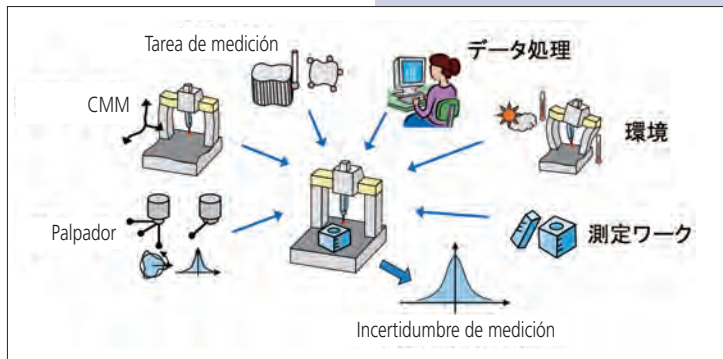 Tarea de medición
データ処理
CMM
環境
Palpador
測定ワーク
Incertidumbre de medición